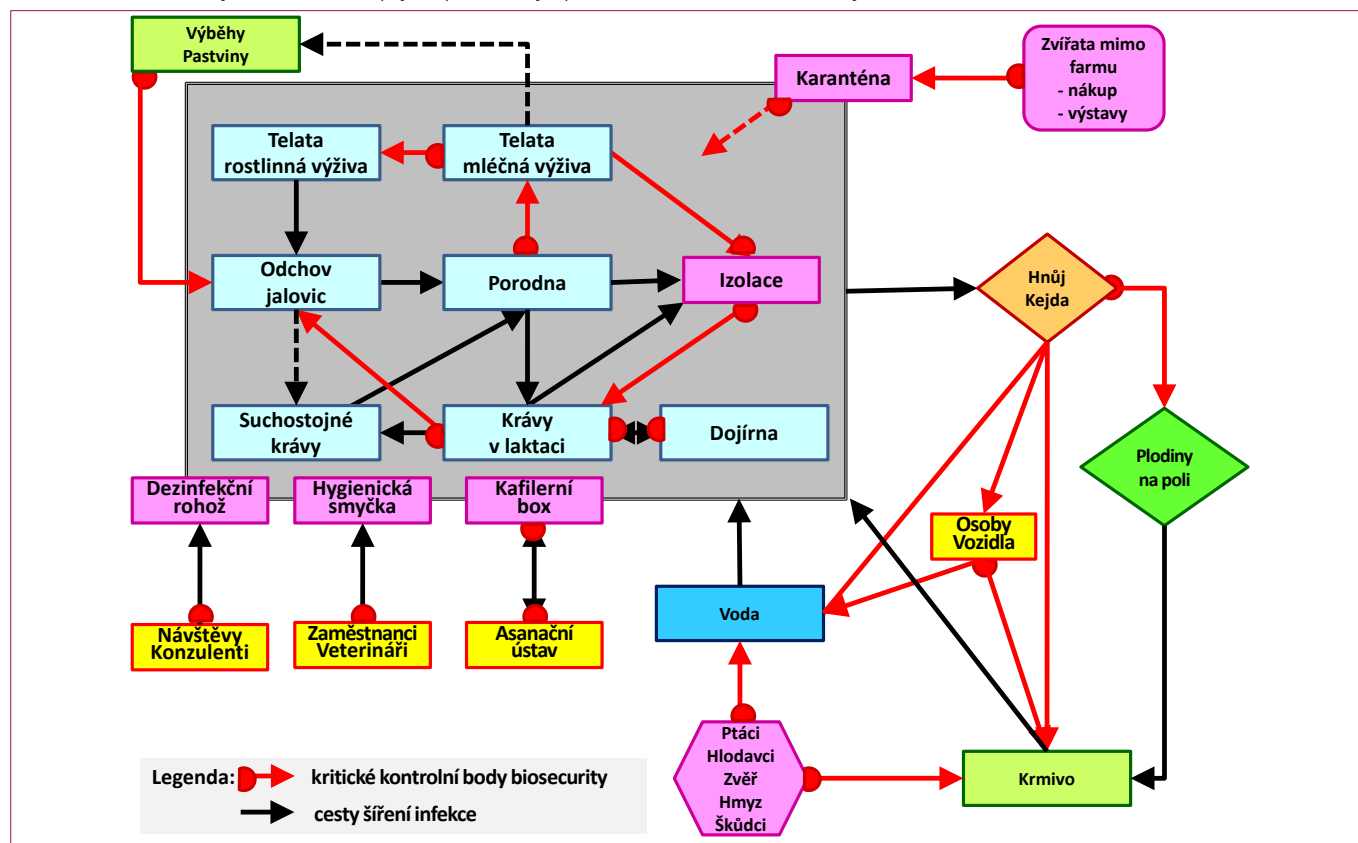 Výběhy
Pastviny
Karanténa
Zvířata mimo
farmu
- nákup
- výstavy
Telata
rostlinná výživa
Telata
mléčná výživa
Odchov
jalovic
Porodna
Izolace
Hnůj
Kejda
Suchostojné
krávy
Krávy
v laktaci
Dojírna
Plodiny
na poli
Dezinfekční
rohož
Hygienická
smyčka
Kafilerní
box
Osoby
Vozidla
Voda
Návštěvy
Konzulenti
Zaměstnanci
Veterináři
Asanační
ústav
Ptáci
Hlodavci
Zvěř
Hmyz
Škůdci
Krmivo
Legenda:
kritické kontrolní body biosecurity
cesty šíření infekce